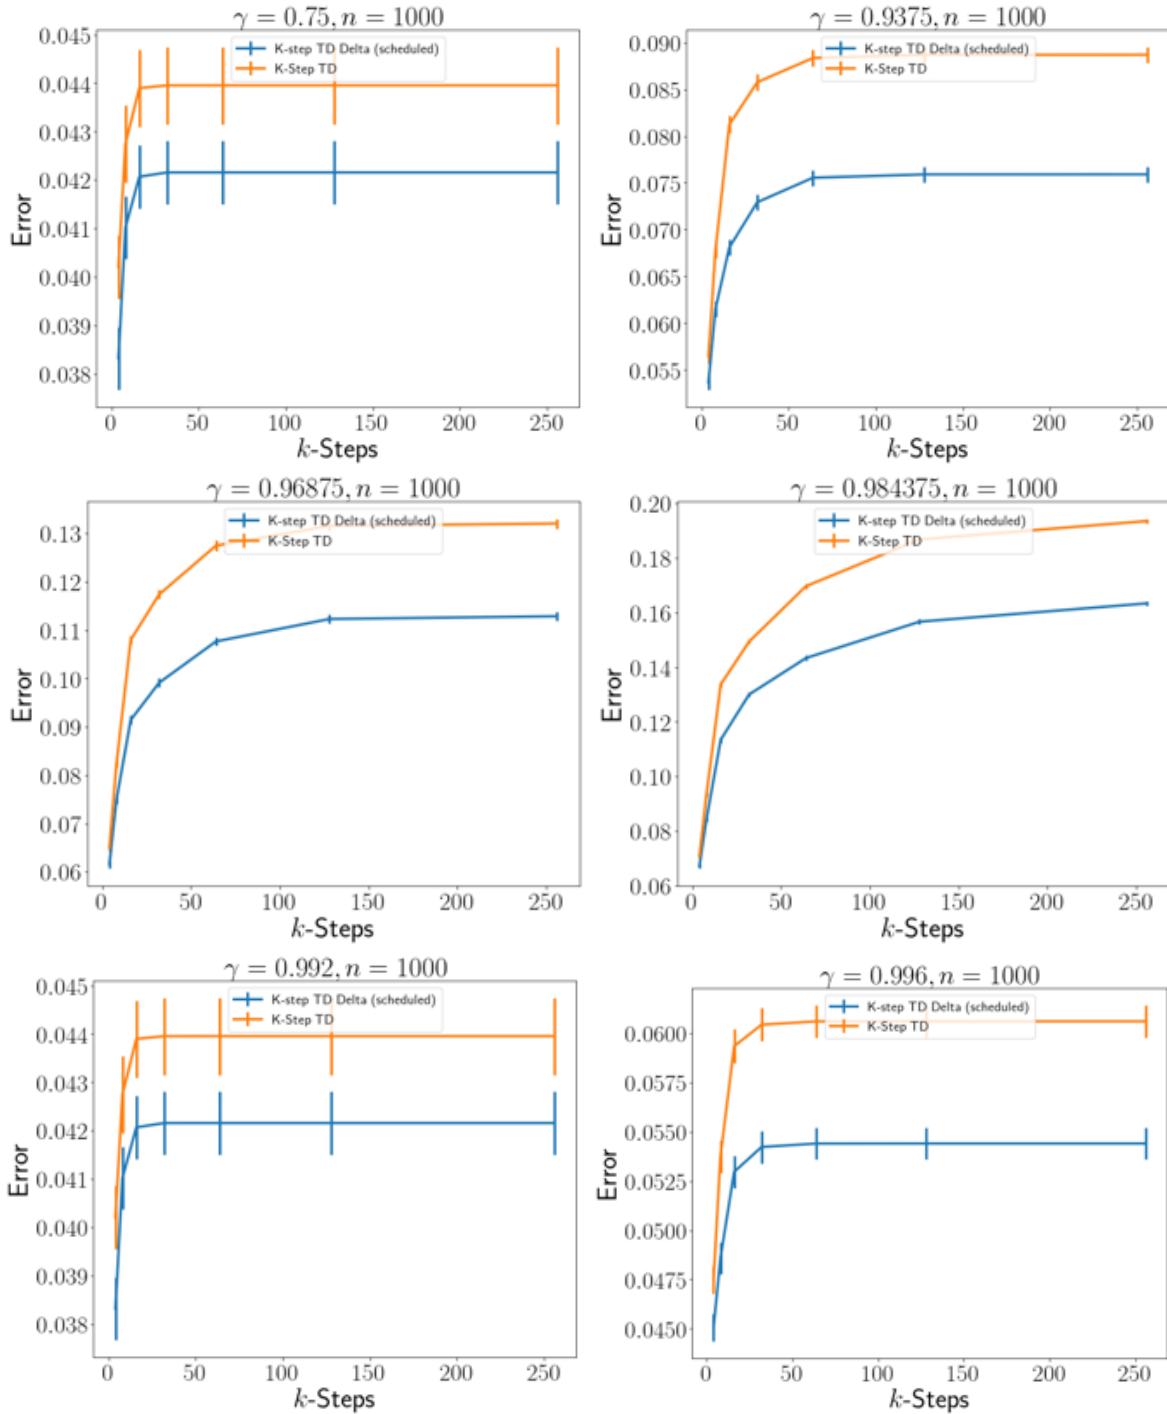 γ = 0.75, n = 1000
K-step TD Delta (scheduled)
K-Step TD
0.045
0.044
0.043
0.042
0.041
0.040
0.039
0.038
Error
0 50 100 150 200 250
k-Steps
γ = 0.9375, n = 1000
K-step TD Delta (scheduled)
K-Step TD
0.090
0.085
0.080
0.075
0.070
0.065
0.060
0.055
Error
0 50 100 150 200 250
k-Steps
γ = 0.96875, n = 1000
K-step TD Delta (scheduled)
K-Step TD
0.13
0.12
0.11
0.10
0.09
0.08
0.07
0.06
Error
0 50 100 150 200 250
k-Steps
γ = 0.984375, n = 1000
K-step TD Delta (scheduled)
K-Step TD
0.20
0.18
0.16
0.14
0.12
0.10
0.08
0.06
Error
0 50 100 150 200 250
k-Steps
γ = 0.992, n = 1000
K-step TD Delta (scheduled)
K-Step TD
0.045
0.044
0.043
0.042
0.041
0.040
0.039
0.038
Error
0 50 100 150 200 250
k-Steps
γ = 0.996, n = 1000
K-step TD Delta (scheduled)
K-Step TD
0.0600
0.0575
0.0550
0.0525
0.0500
0.0475
0.0450
Error
0 50 100 150 200 250
k-Steps